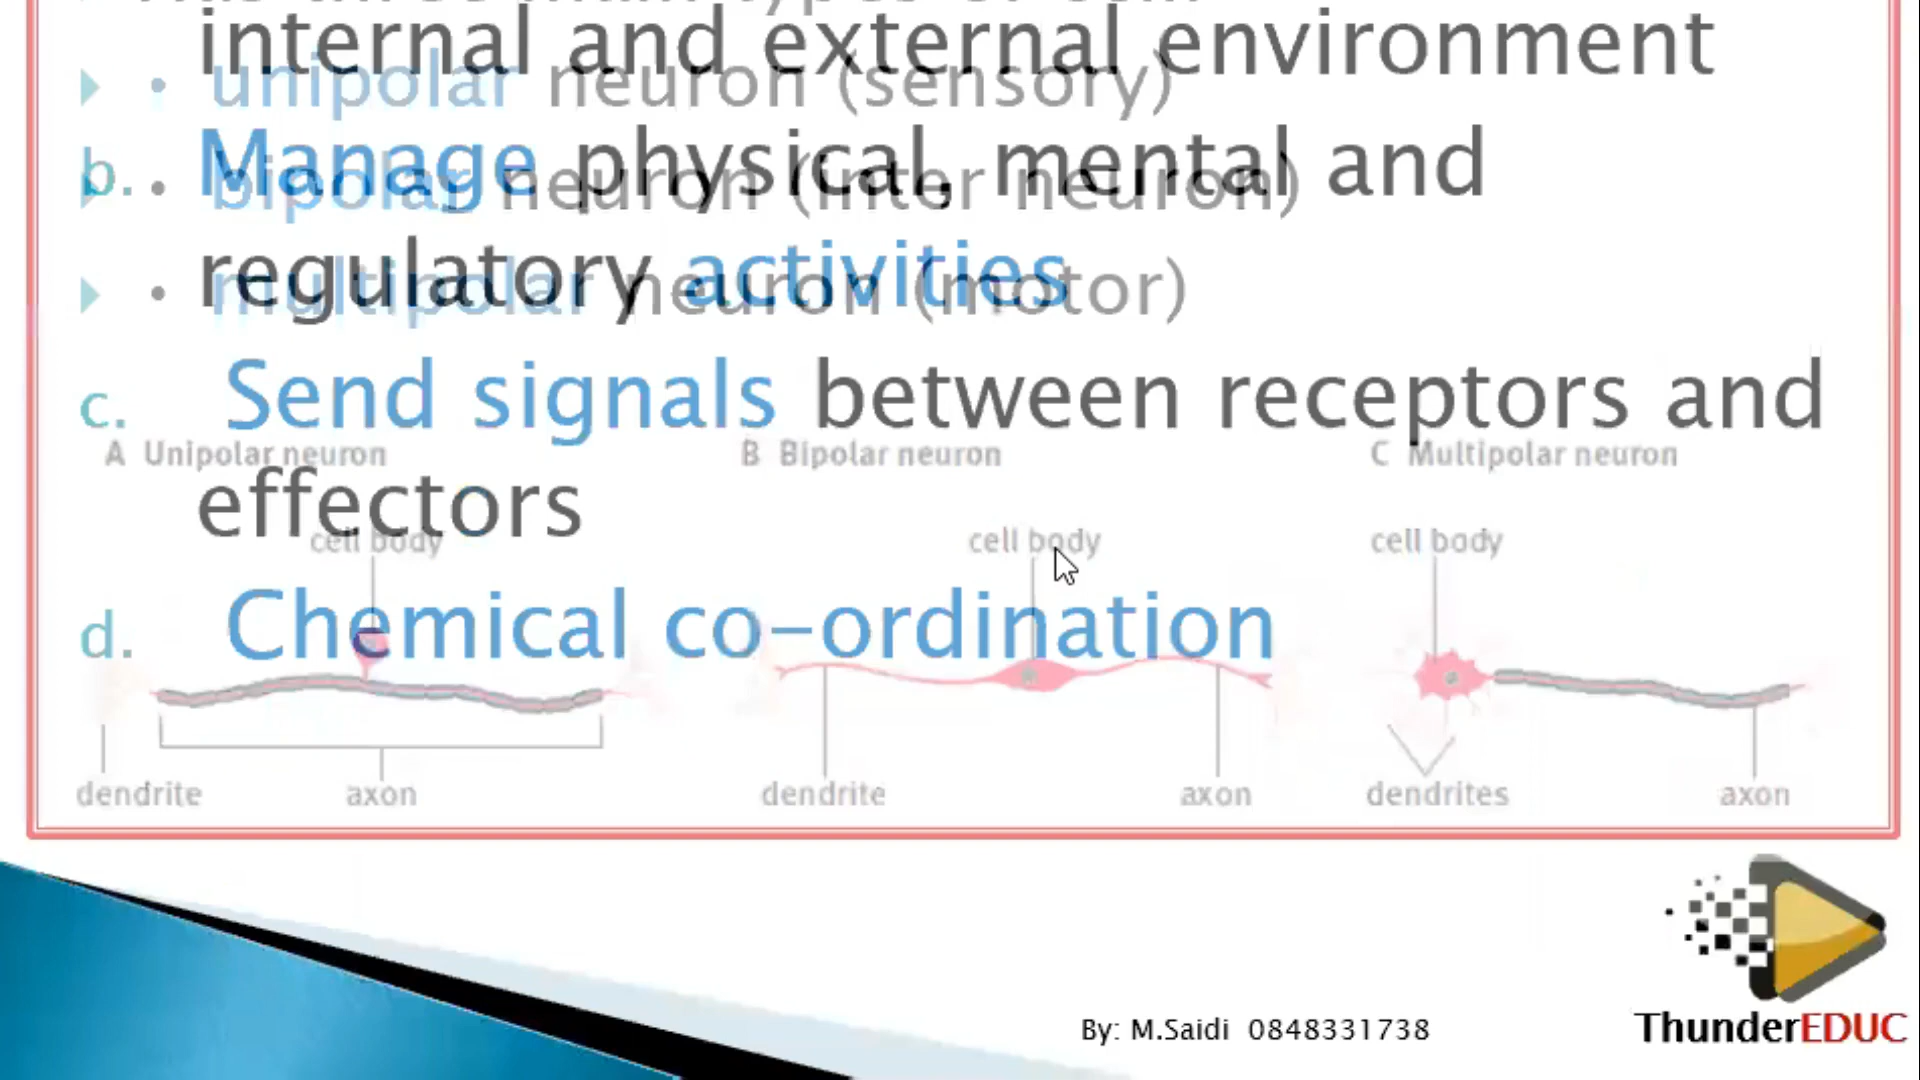 internal and external environment
• unipolar neuron (sensory)
b. Manage physical, mental and
• bipolar neuron (inter neuron)
regulatory activities
• multipolar neuron (motor)
c. Send signals between receptors and
effectors
A Unipolar neuron
B Bipolar neuron
C Multipolar neuron
cell body
cell body
cell body
d. Chemical co-ordination
dendrite
axon
dendrite
axon
dendrites
axon
By: M.Saidi 0848331738
ThunderEDUC